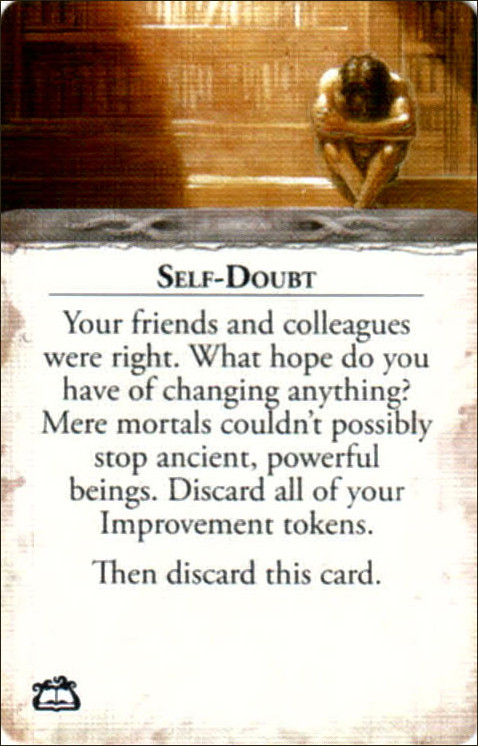 Self-Doubt
Your friends and colleagues
were right. What hope do you
have of changing anything?
Mere mortals couldn't possibly
stop ancient, powerful
beings. Discard all of your
Improvement tokens.
Then discard this card.